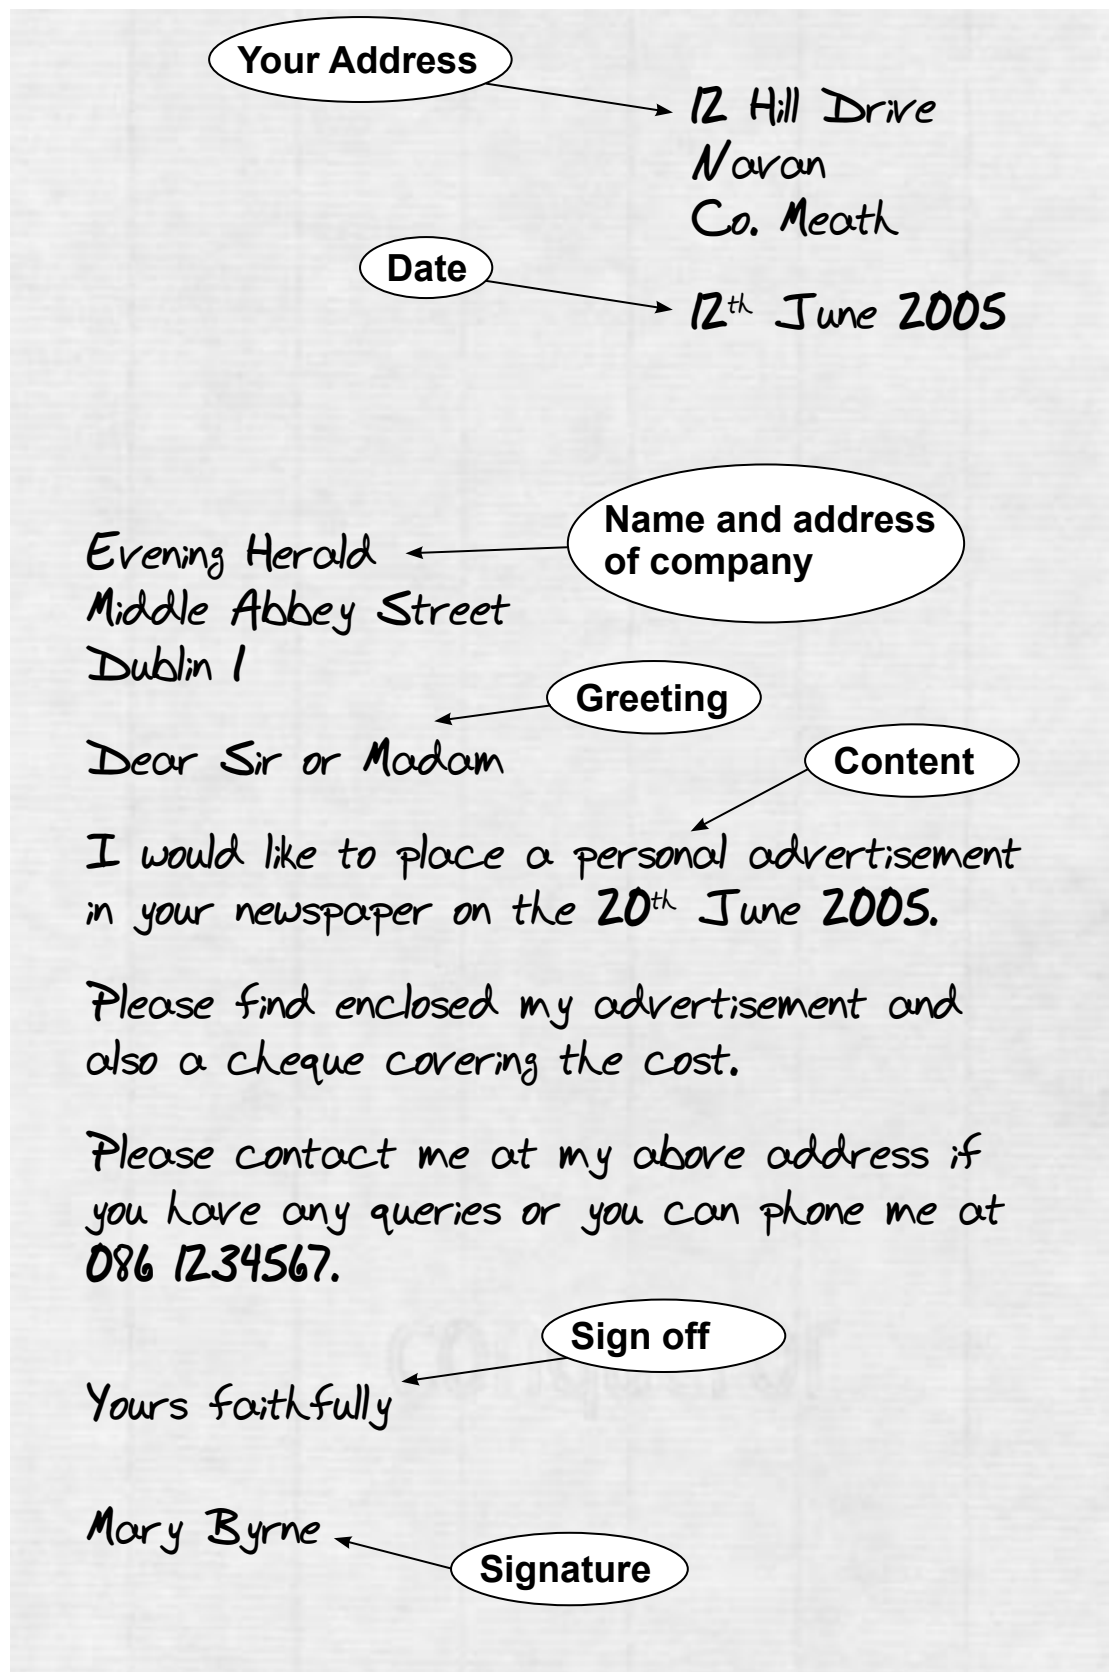 Your Address
12 Hill Drive
Navan
Co. Meath
Date
12th June 2005
Name and address
of company
Evening Herald
Middle Abbey Street
Dublin 1
Greeting
Dear Sir or Madam
Content
I would like to place a personal advertisement
in your newspaper on the 20th June 2005.
Please find enclosed my advertisement and
also a cheque covering the cost.
Please contact me at my above address if
you have any queries or you can phone me at
086 1234567.
Sign off
Yours faithfully
Mary Byrne
Signature